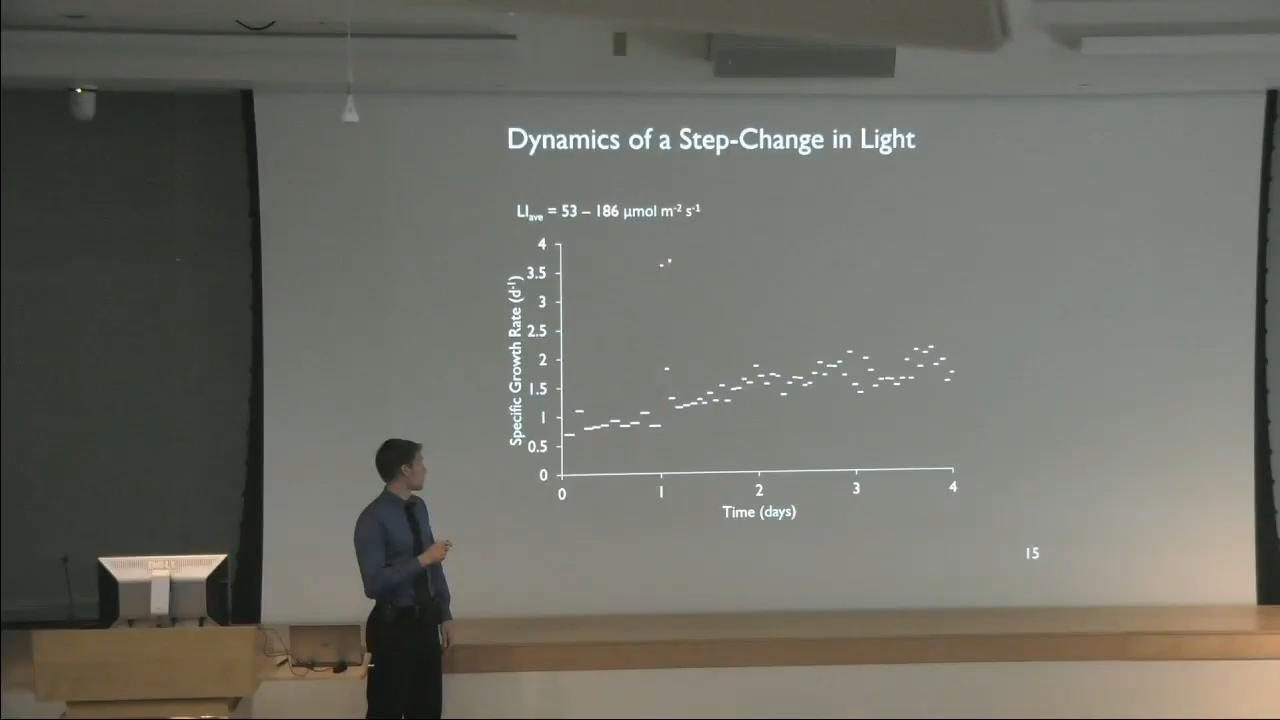 Dynamics of a Step-Change in Light
LI_ave = 53 – 186 µmol m⁻² s⁻¹
4
3.5
3
2.5
2
1.5
1
0.5
0
Specific Growth Rate (d⁻¹)
0 1 2 3 4
Time (days)
15